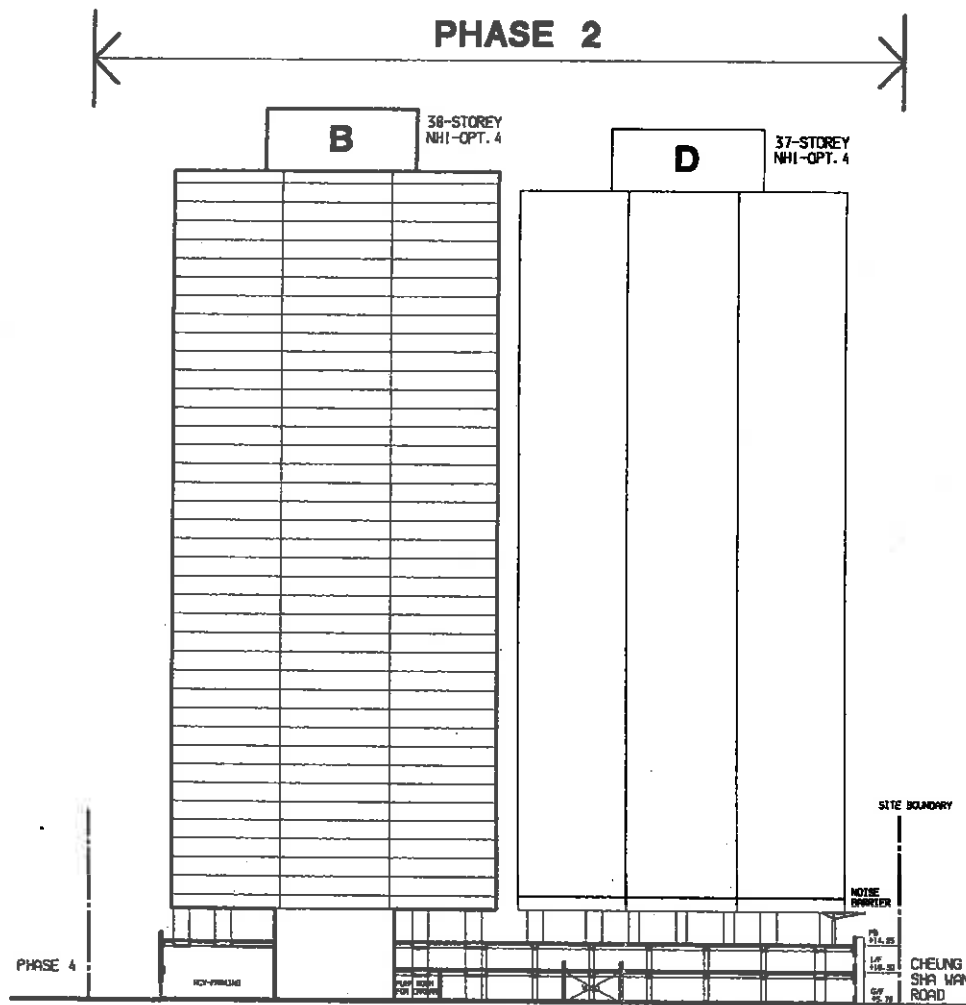 PHASE 2
B
38-STOREY
NHI-OPT. 4
D
37-STOREY
NHI-OPT. 4
SITE BOUNDARY
NOISE
BARRIER
PHASE 4
CHEUNG
SHA WAN
ROAD
G/F